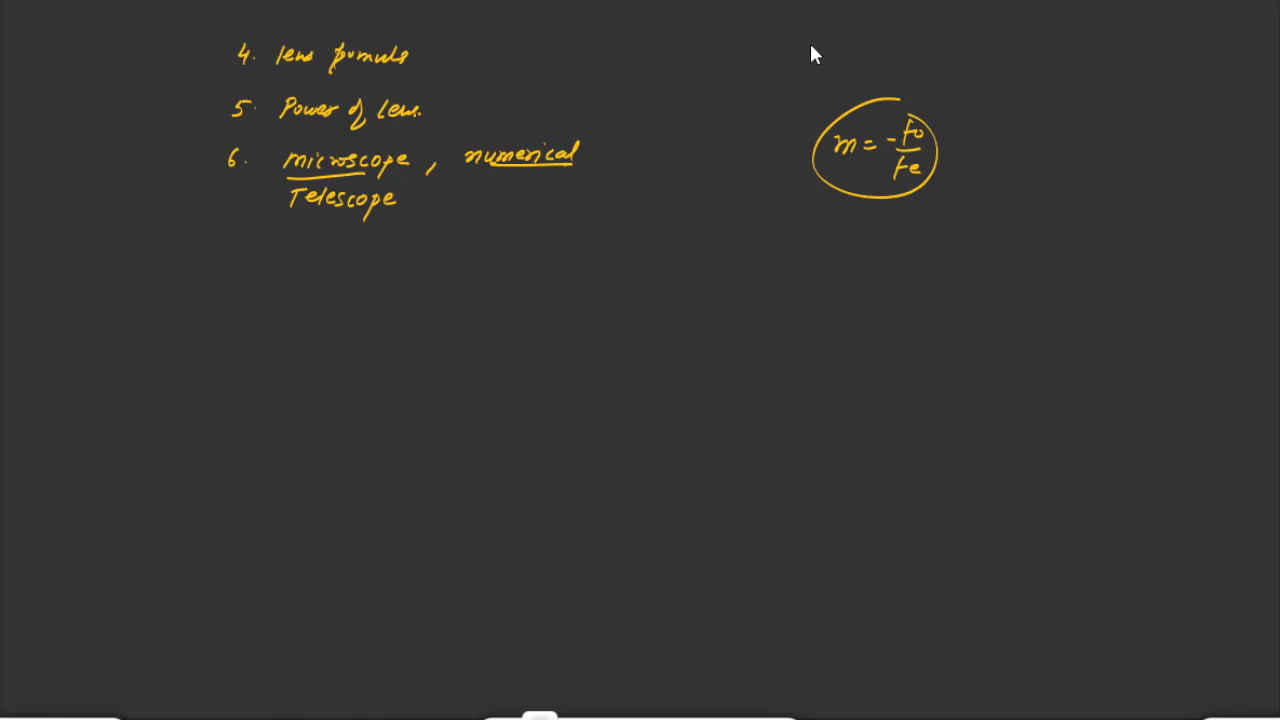 4. lens formula
5. Power of lens.
6. microscope, numerical
Telescope
m = - fo/fe